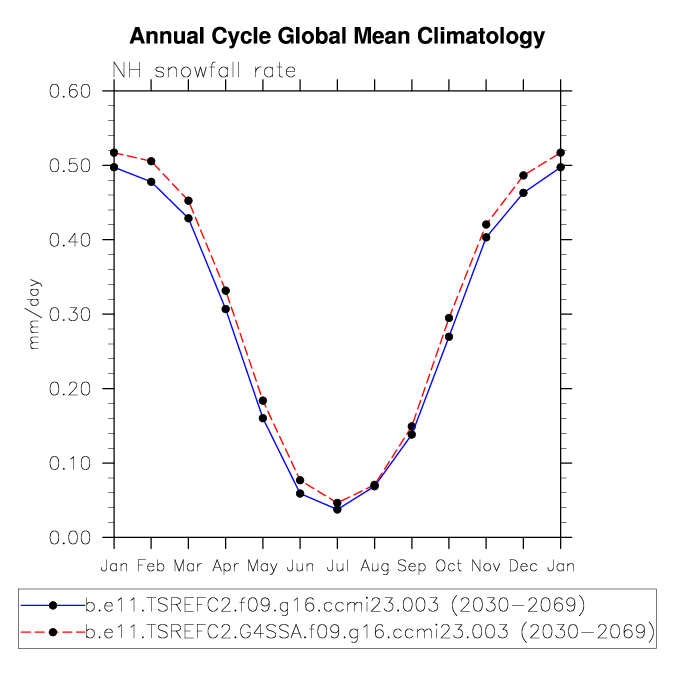 Annual Cycle Global Mean Climatology
NH snowfall rate
0.60
0.50
0.40
0.30
0.20
0.10
0.00
mm/day
Jan Feb Mar Apr May Jun Jul Aug Sep Oct Nov Dec Jan
b.e11.TSREFC2.f09.g16.ccmi23.003 (2030-2069)
b.e11.TSREFC2.G4SSA.f09.g16.ccmi23.003 (2030-2069)